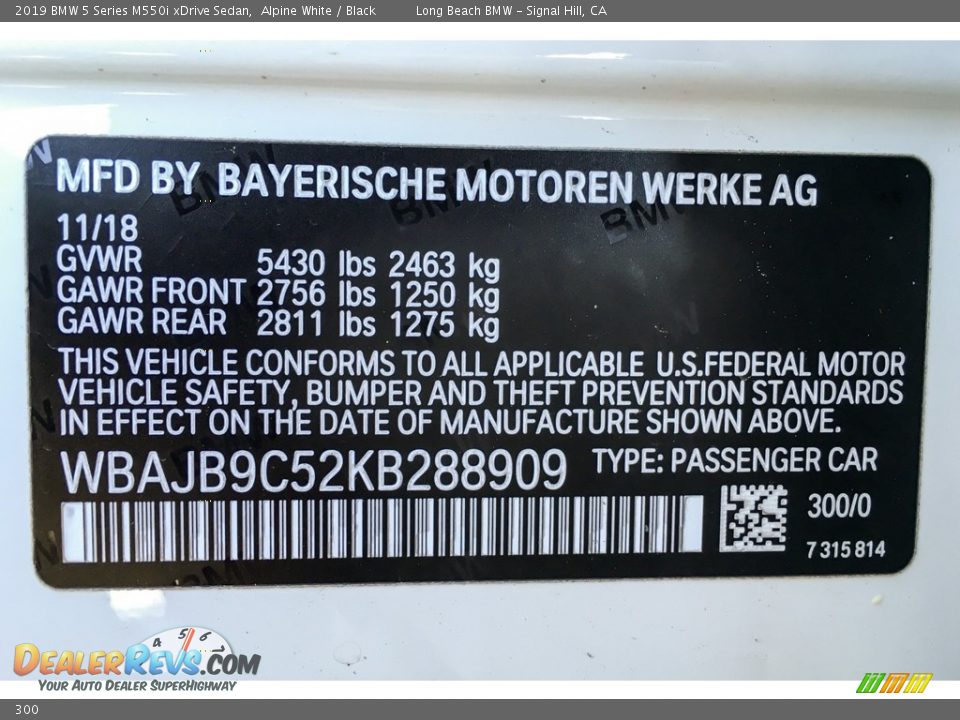 2019 BMW 5 Series M550i xDrive Sedan, Alpine White / Black Long Beach BMW - Signal Hill, CA
MFD BY BAYERISCHE MOTOREN WERKE AG
11/18
GVWR 5430 lbs 2463 kg
GAWR FRONT 2756 lbs 1250 kg
GAWR REAR 2811 lbs 1275 kg
THIS VEHICLE CONFORMS TO ALL APPLICABLE U.S.FEDERAL MOTOR
VEHICLE SAFETY, BUMPER AND THEFT PREVENTION STANDARDS
IN EFFECT ON THE DATE OF MANUFACTURE SHOWN ABOVE.
WBAJB9C52KB288909 TYPE: PASSENGER CAR
300/0
7 315 814
4 5 6
DEALERREVS.COM
YOUR AUTO DEALER SUPERHIGHWAY
300